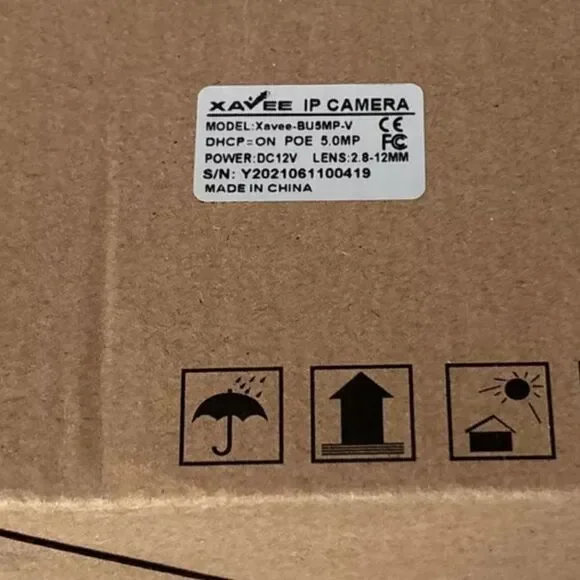 XAVEE IP CAMERA
MODEL:Xavee-BU5MP-V CE
DHCP=ON POE 5.0MP FC
POWER:DC12V LENS:2.8-12MM
S/N: Y2021061100419
MADE IN CHINA